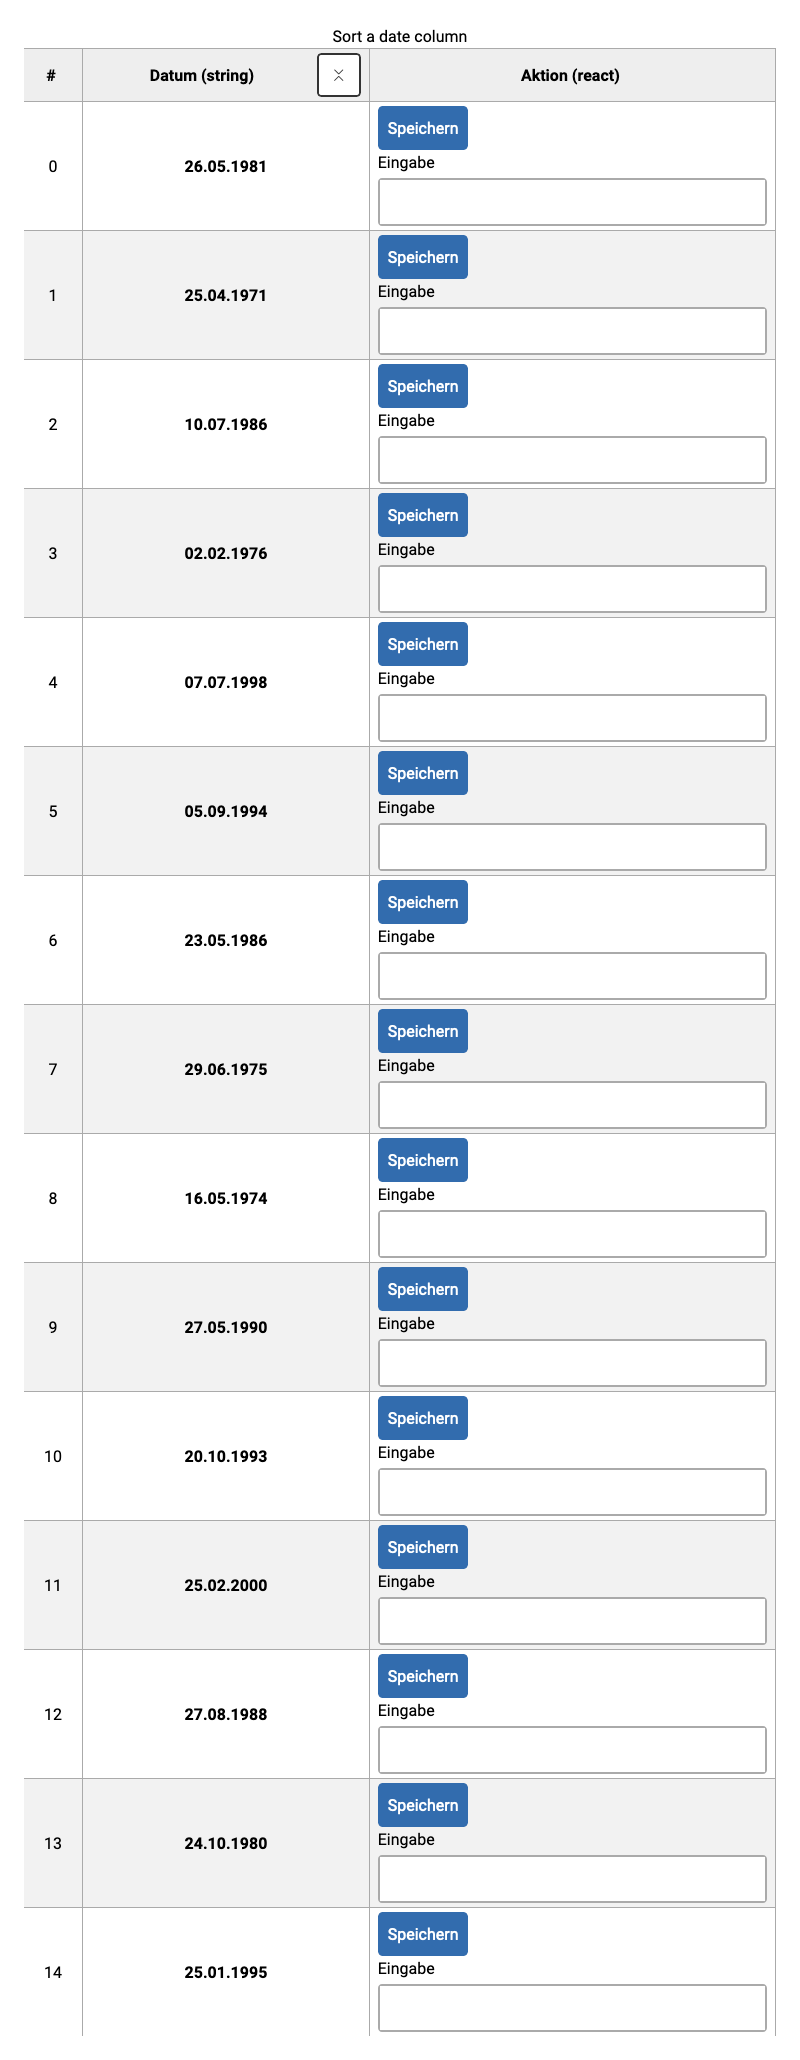 Sort a date column
# Datum (string) Aktion (react)
Speichern
0 26.05.1981 Eingabe
Speichern
1 25.04.1971 Eingabe
Speichern
2 10.07.1986 Eingabe
Speichern
3 02.02.1976 Eingabe
Speichern
4 07.07.1998 Eingabe
Speichern
5 05.09.1994 Eingabe
Speichern
6 23.05.1986 Eingabe
Speichern
7 29.06.1975 Eingabe
Speichern
8 16.05.1974 Eingabe
Speichern
9 27.05.1990 Eingabe
Speichern
10 20.10.1993 Eingabe
Speichern
11 25.02.2000 Eingabe
Speichern
12 27.08.1988 Eingabe
Speichern
13 24.10.1980 Eingabe
Speichern
14 25.01.1995 Eingabe